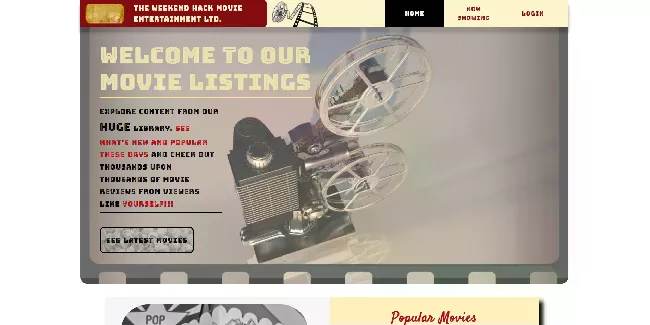 THE WEEKEND HACK MOVIE
ENTERTAINMENT LTD.
HOME
NOW
SHOWING
LOGIN
WELCOME TO OUR
MOVIE LISTINGS
EXPLORE CONTENT FROM OUR
HUGE LIBRARY. SEE
WHAT'S NEW AND POPULAR
THESE DAYS AND CHECK OUT
THOUSANDS UPON
THOUSANDS OF MOVIE
REVIEWS FROM VIEWERS
LIKE YOURSELF!!!
SEE LATEST MOVIES
POP
Popular Movies